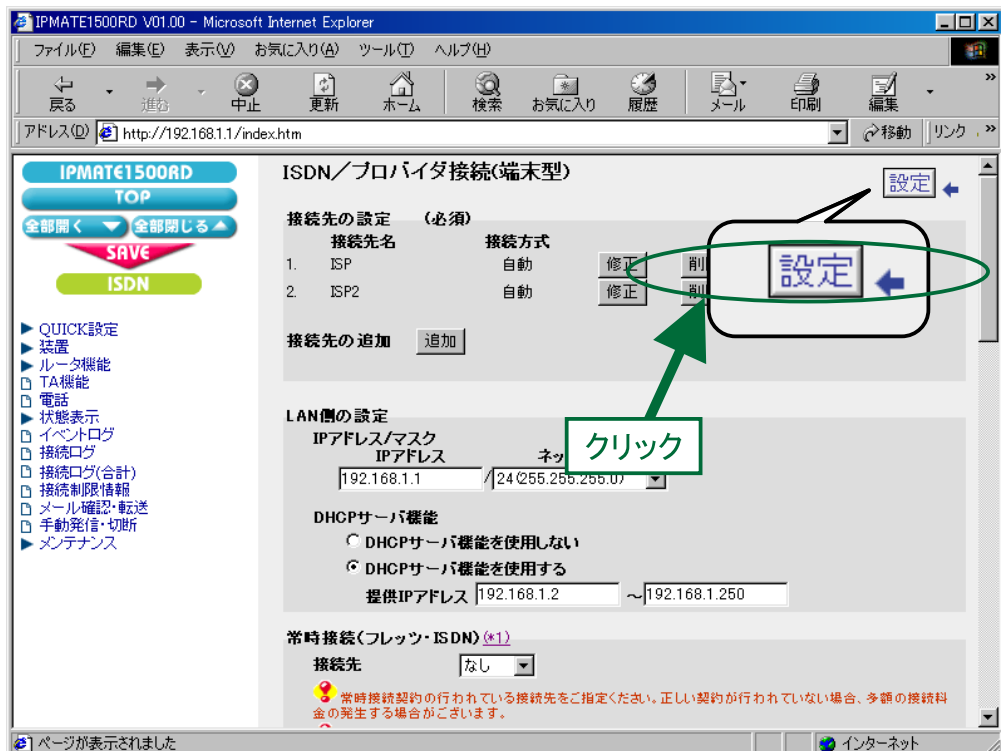 IPMATE1500RD V01.00 - Microsoft Internet Explorer
ファイル(F) 編集(E) 表示(V) お気に入り(A) ツール(T) ヘルプ(H)
戻る 進む 中止 更新 ホーム 検索 お気に入り 履歴 メール 印刷 編集 »
アドレス(D) http://192.168.1.1/index.htm 移動 リンク »
IPMATE1500RD
TOP
全部開く 全部閉じる
SAVE
ISDN
QUICK設定
装置
ルータ機能
TA機能
電話
状態表示
イベントログ
接続ログ
接続ログ(合計)
接続制限情報
メール確認・転送
手動発信・切断
メンテナンス
ISDN/プロバイダ接続(端末型)
設定
接続先の設定 (必須)
接続先名 接続方式
1. ISP 自動 修正 削
2. ISP2 自動 修正 削
設定
接続先の追加 追加
クリック
LAN側の設定
IPアドレス/マスク
IPアドレス ネッ
192.168.1.1 / 24(255.255.255.0)
DHCPサーバ機能
DHCPサーバ機能を使用しない
DHCPサーバ機能を使用する
提供IPアドレス 192.168.1.2 ~ 192.168.1.250
常時接続(フレッツ・ISDN) (*1)
接続先 なし
常時接続契約の行われている接続先をご指定ください。正しい契約が行われていない場合、多額の接続料
金の発生する場合がございます。
ページが表示されました インターネット